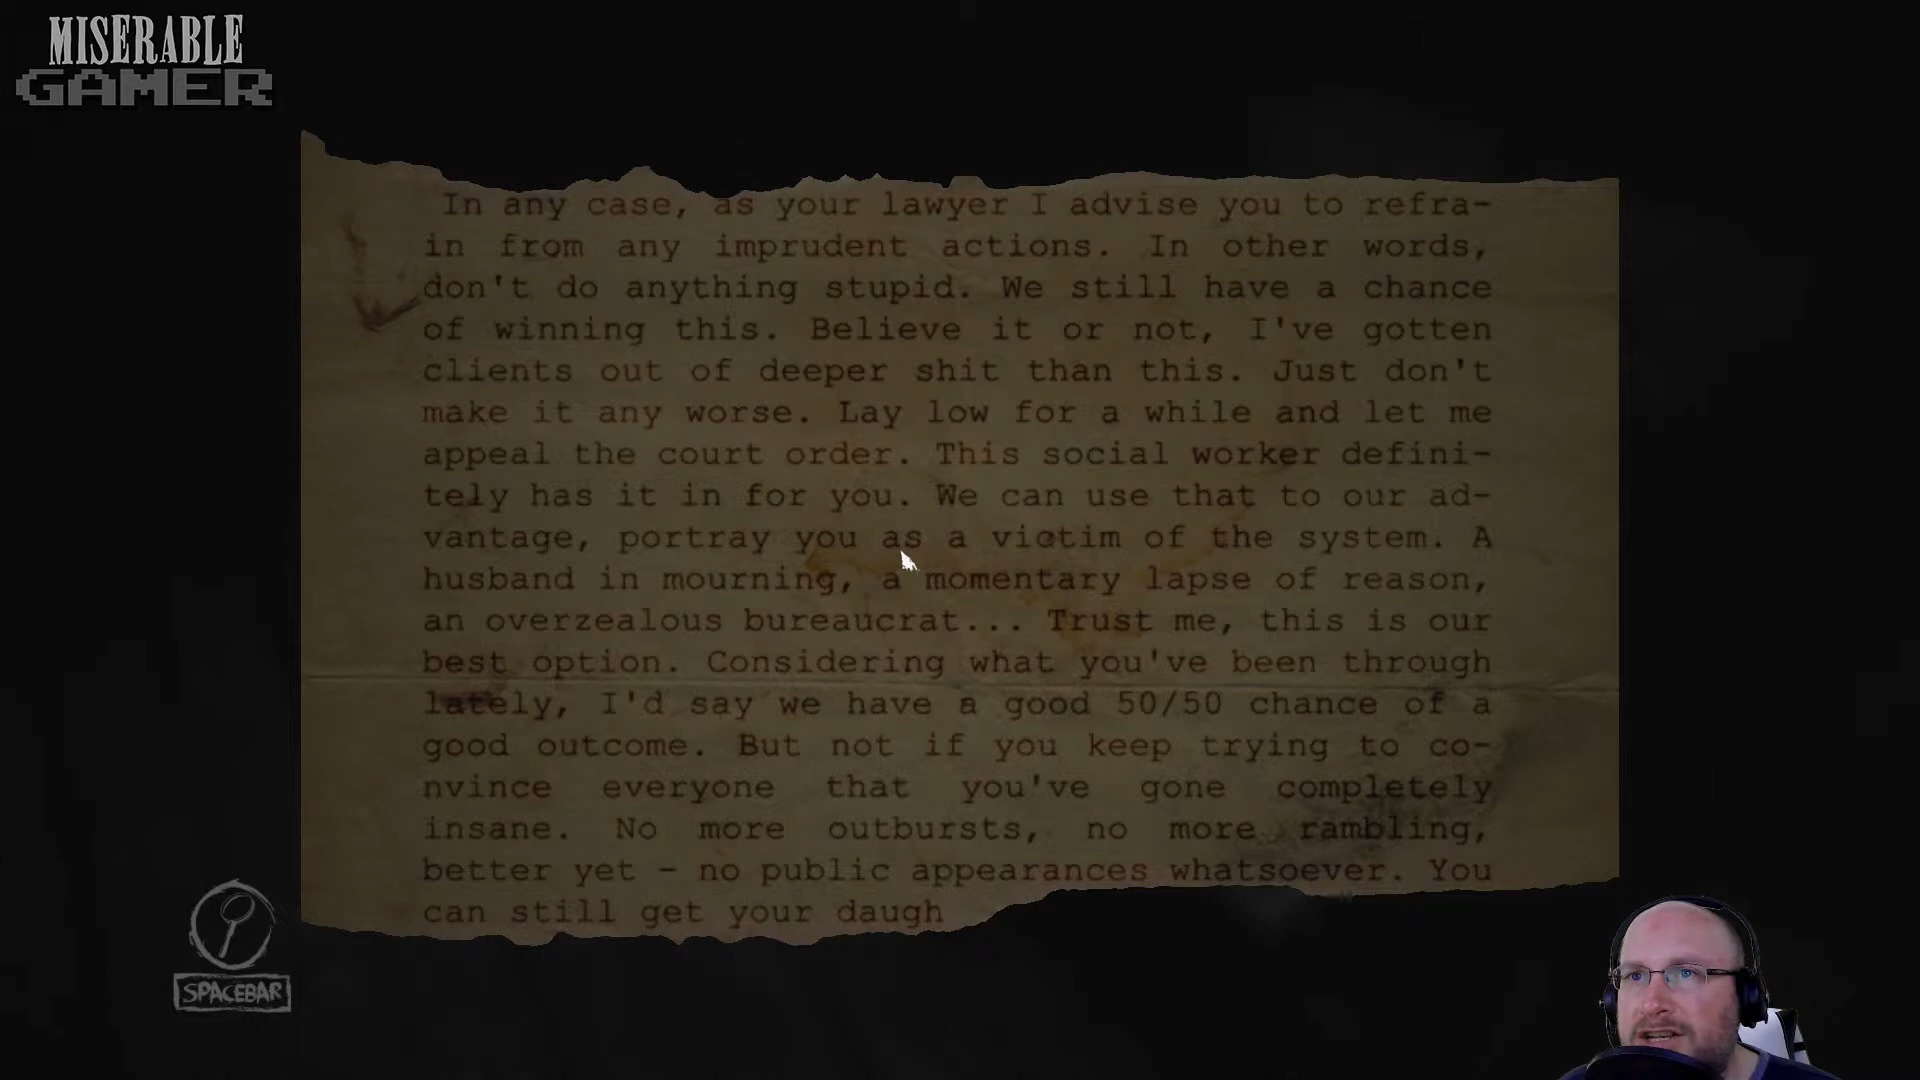 MISERABLE
GAMER
In any case, as your lawyer I advise you to refra-
in from any imprudent actions. In other words,
don't do anything stupid. We still have a chance
of winning this. Believe it or not, I've gotten
clients out of deeper shit than this. Just don't
make it any worse. Lay low for a while and let me
appeal the court order. This social worker defini-
tely has it in for you. We can use that to our ad-
vantage, portray you as a victim of the system. A
husband in mourning, a momentary lapse of reason,
an overzealous bureaucrat... Trust me, this is our
best option. Considering what you've been through
lately, I'd say we have a good 50/50 chance of a
good outcome. But not if you keep trying to co-
nvince everyone that you've gone completely
insane. No more outbursts, no more rambling,
better yet - no public appearances whatsoever. You
can still get your daugh
SPACEBAR